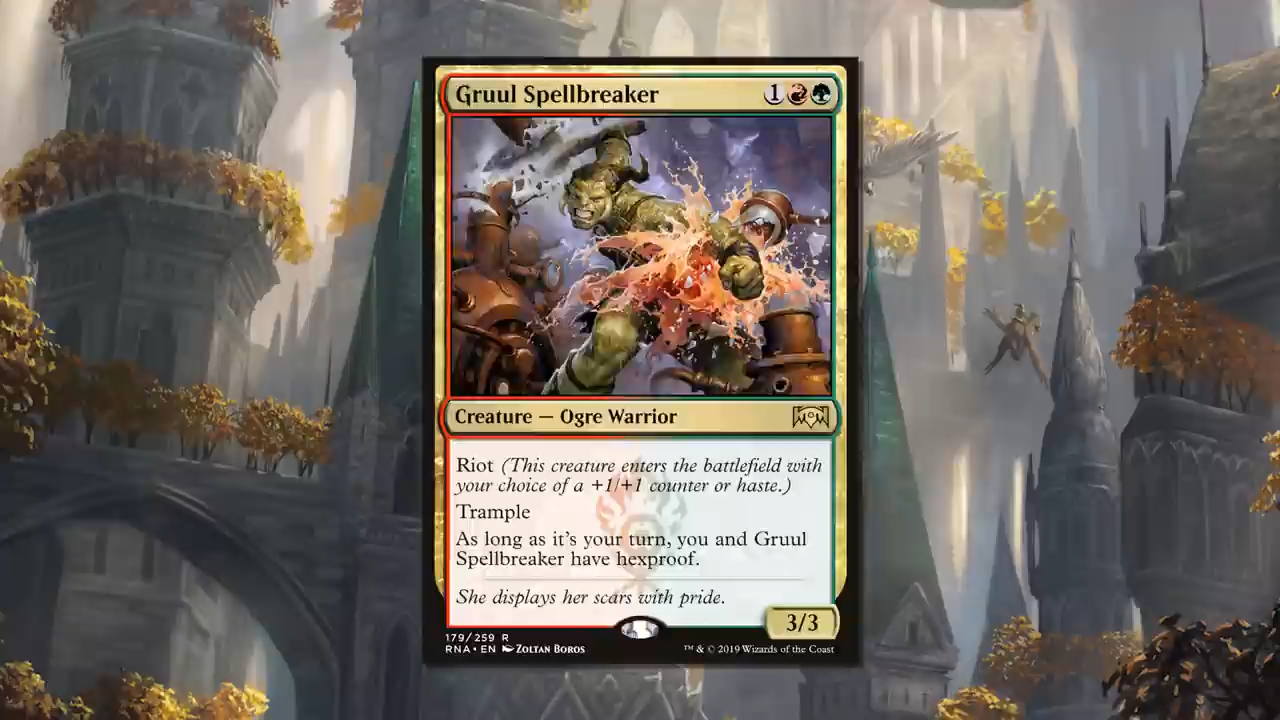 Gruul Spellbreaker 1
Creature — Ogre Warrior
Riot (This creature enters the battlefield with
your choice of a +1/+1 counter or haste.)
Trample
As long as it's your turn, you and Gruul
Spellbreaker have hexproof.
She displays her scars with pride.
3/3
179/259 R
RNA • EN Zoltan Boros ™ & © 2019 Wizards of the Coast